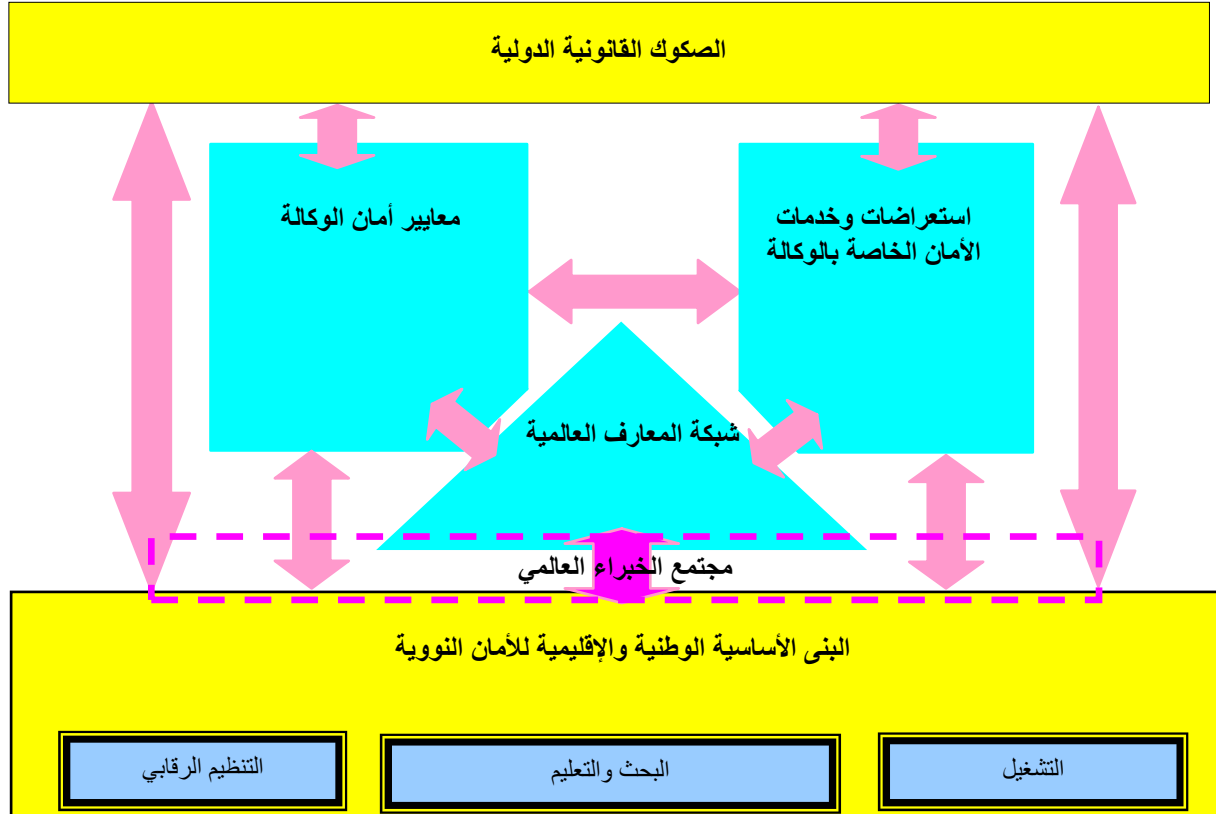 الصكوك القانونية الدولية
استعراضات وخدمات
الأمان الخاصة بالوكالة
معايير أمان الوكالة
شبكة المعارف العالمية
مجتمع الخبراء العالمي
البنى الأساسية الوطنية والإقليمية للأمان النووية
التشغيل
البحث والتعليم
التنظيم الرقابي